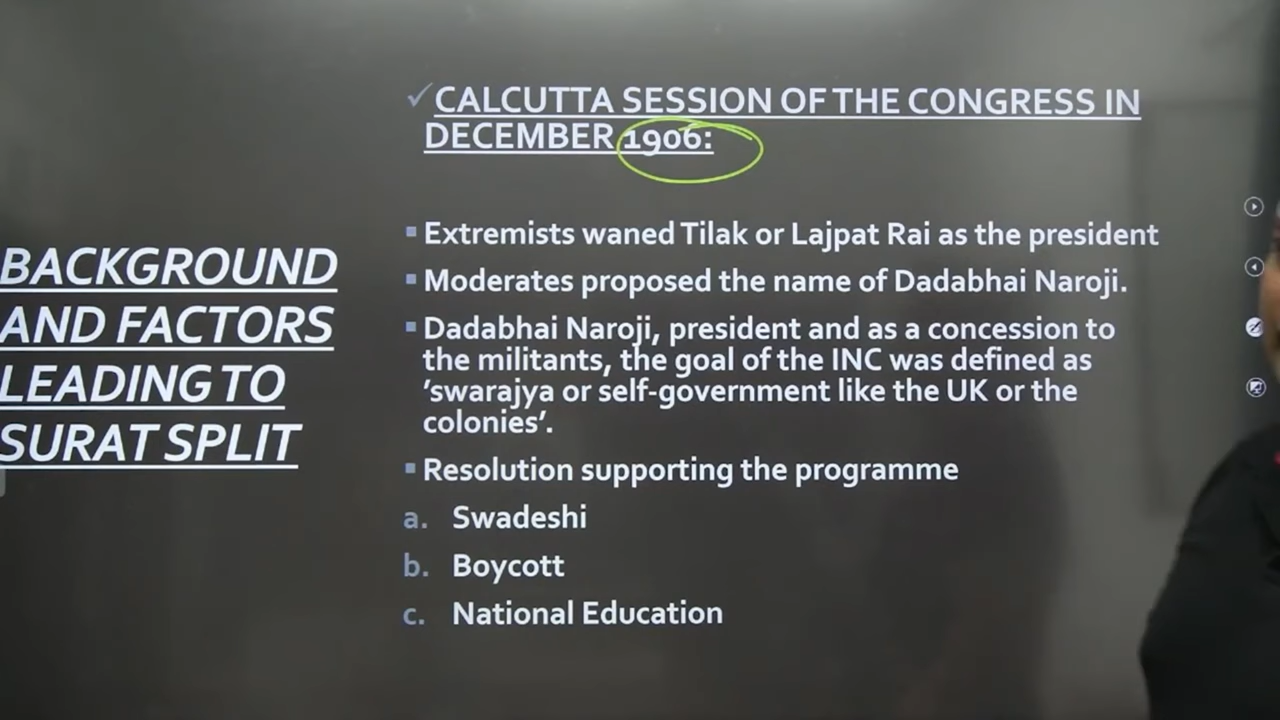 BACKGROUND
AND FACTORS
LEADING TO
SURAT SPLIT
✓CALCUTTA SESSION OF THE CONGRESS IN
DECEMBER 1906:
▪ Extremists waned Tilak or Lajpat Rai as the president
▪ Moderates proposed the name of Dadabhai Naroji.
▪ Dadabhai Naroji, president and as a concession to
the militants, the goal of the INC was defined as
‘swarajya or self-government like the UK or the
colonies’.
▪ Resolution supporting the programme
a. Swadeshi
b. Boycott
c. National Education